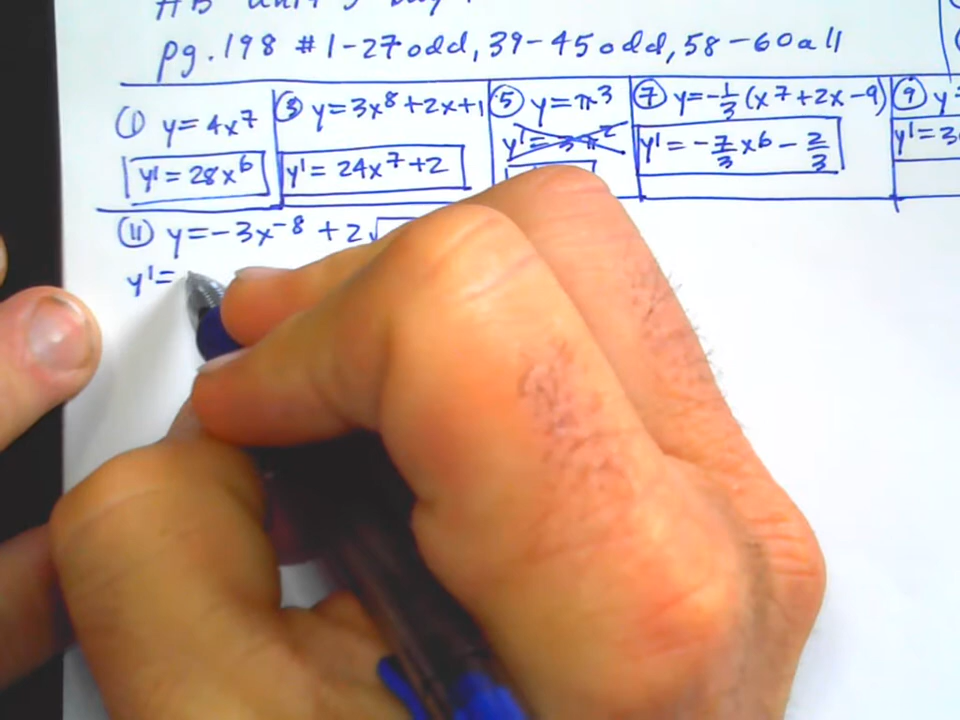 pg. 198 #1-27 odd, 39-45 odd, 58-60 all
① y = 4x⁷
y' = 28x⁶
③ y = 3x⁸ + 2x + 1
y' = 24x⁷ + 2
⑤ y = π³
y' = 3π²
⑦ y = -1/3 (x⁷ + 2x - 9)
y' = -7/3 x⁶ - 2/3
⑨ y =
y' = 3
⑪ y = -3x⁻⁸ + 2√
y' =